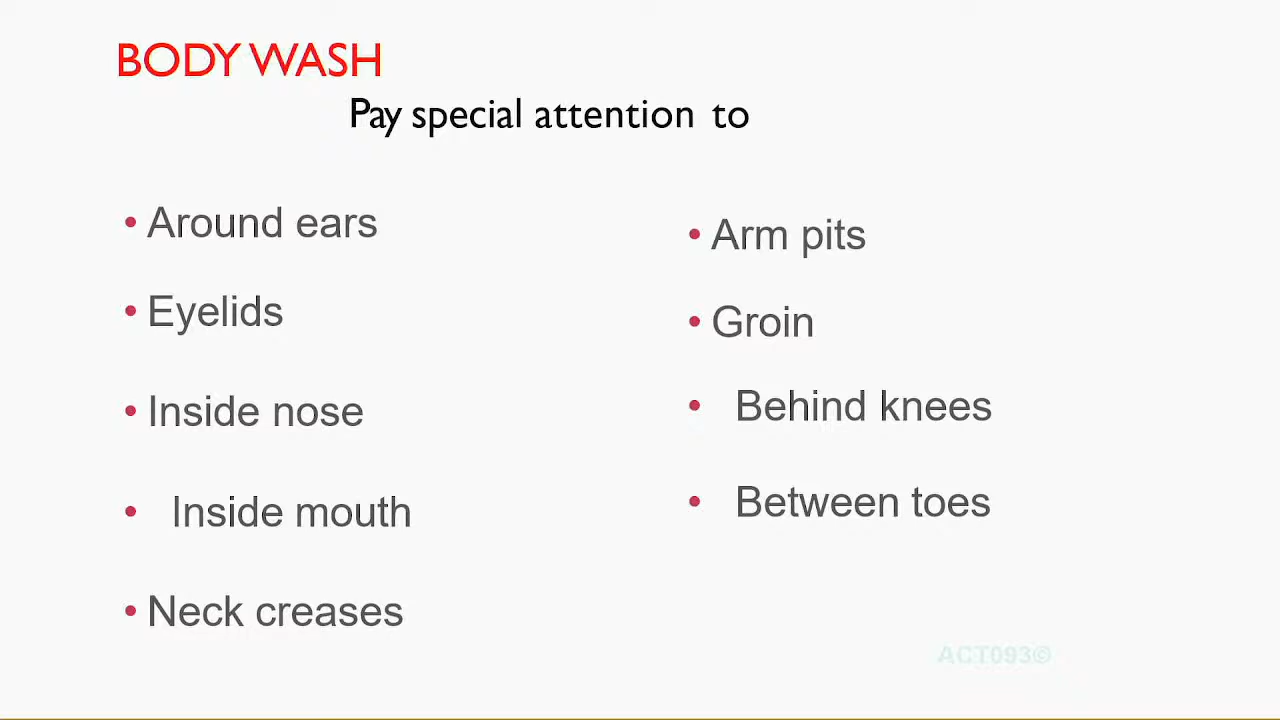 BODY WASH
Pay special attention to
• Around ears
• Eyelids
• Inside nose
• Inside mouth
• Neck creases
• Arm pits
• Groin
• Behind knees
• Between toes
ACT093©